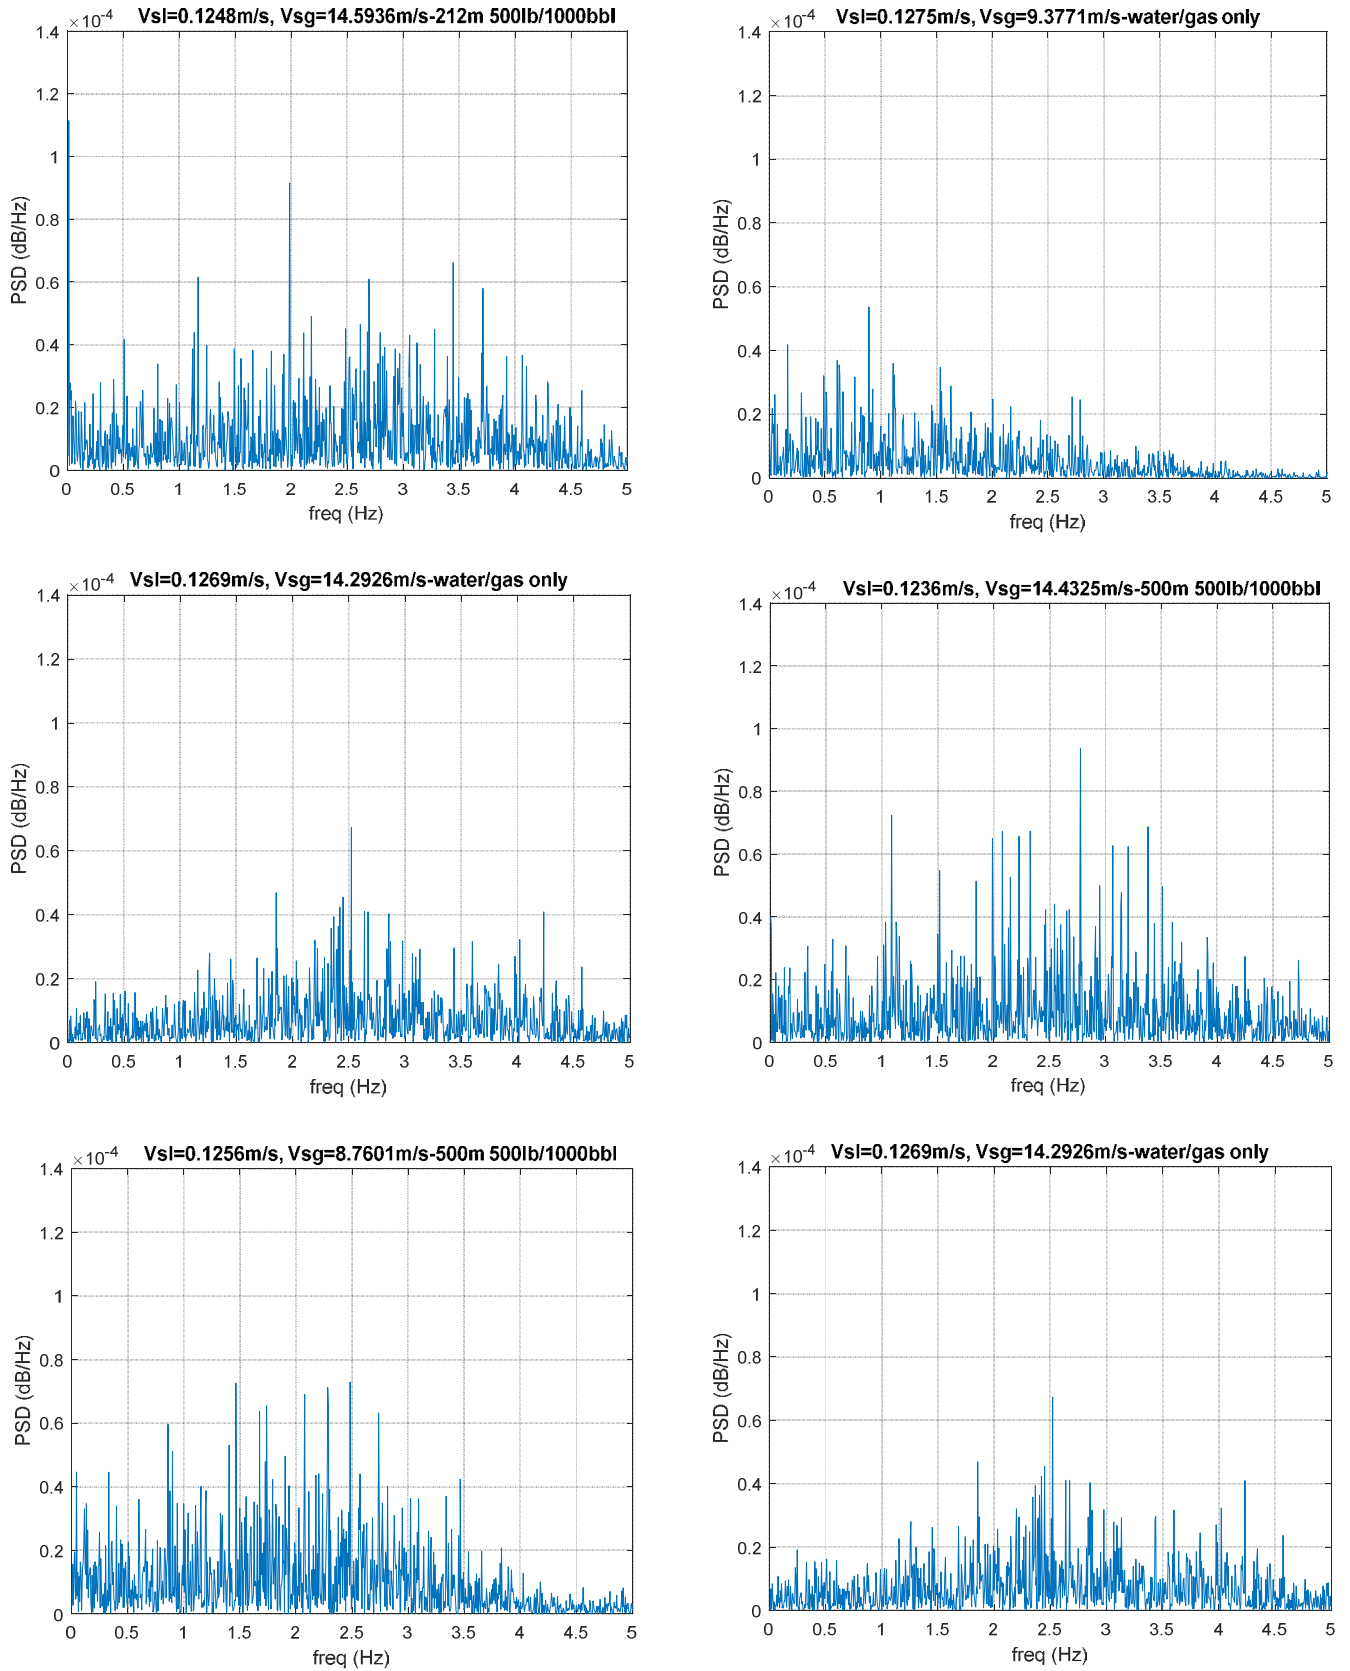 Vsl=0.1248m/s, Vsg=14.5936m/s-212m 500lb/1000bbl
×10-4
1.4
1.2
1
0.8
0.6
0.4
0.2
0
PSD (dB/Hz)
0 0.5 1 1.5 2 2.5 3 3.5 4 4.5 5
freq (Hz)
Vsl=0.1275m/s, Vsg=9.3771m/s-water/gas only
×10-4
1.4
1.2
1
0.8
0.6
0.4
0.2
0
PSD (dB/Hz)
0 0.5 1 1.5 2 2.5 3 3.5 4 4.5 5
freq (Hz)
Vsl=0.1269m/s, Vsg=14.2926m/s-water/gas only
×10-4
1.4
1.2
1
0.8
0.6
0.4
0.2
0
PSD (dB/Hz)
0 0.5 1 1.5 2 2.5 3 3.5 4 4.5 5
freq (Hz)
Vsl=0.1236m/s, Vsg=14.4325m/s-500m 500lb/1000bbl
×10-4
1.4
1.2
1
0.8
0.6
0.4
0.2
0
PSD (dB/Hz)
0 0.5 1 1.5 2 2.5 3 3.5 4 4.5 5
freq (Hz)
Vsl=0.1256m/s, Vsg=8.7601m/s-500m 500lb/1000bbl
×10-4
1.4
1.2
1
0.8
0.6
0.4
0.2
0
PSD (dB/Hz)
0 0.5 1 1.5 2 2.5 3 3.5 4 4.5 5
freq (Hz)
Vsl=0.1269m/s, Vsg=14.2926m/s-water/gas only
×10-4
1.4
1.2
1
0.8
0.6
0.4
0.2
0
PSD (dB/Hz)
0 0.5 1 1.5 2 2.5 3 3.5 4 4.5 5
freq (Hz)